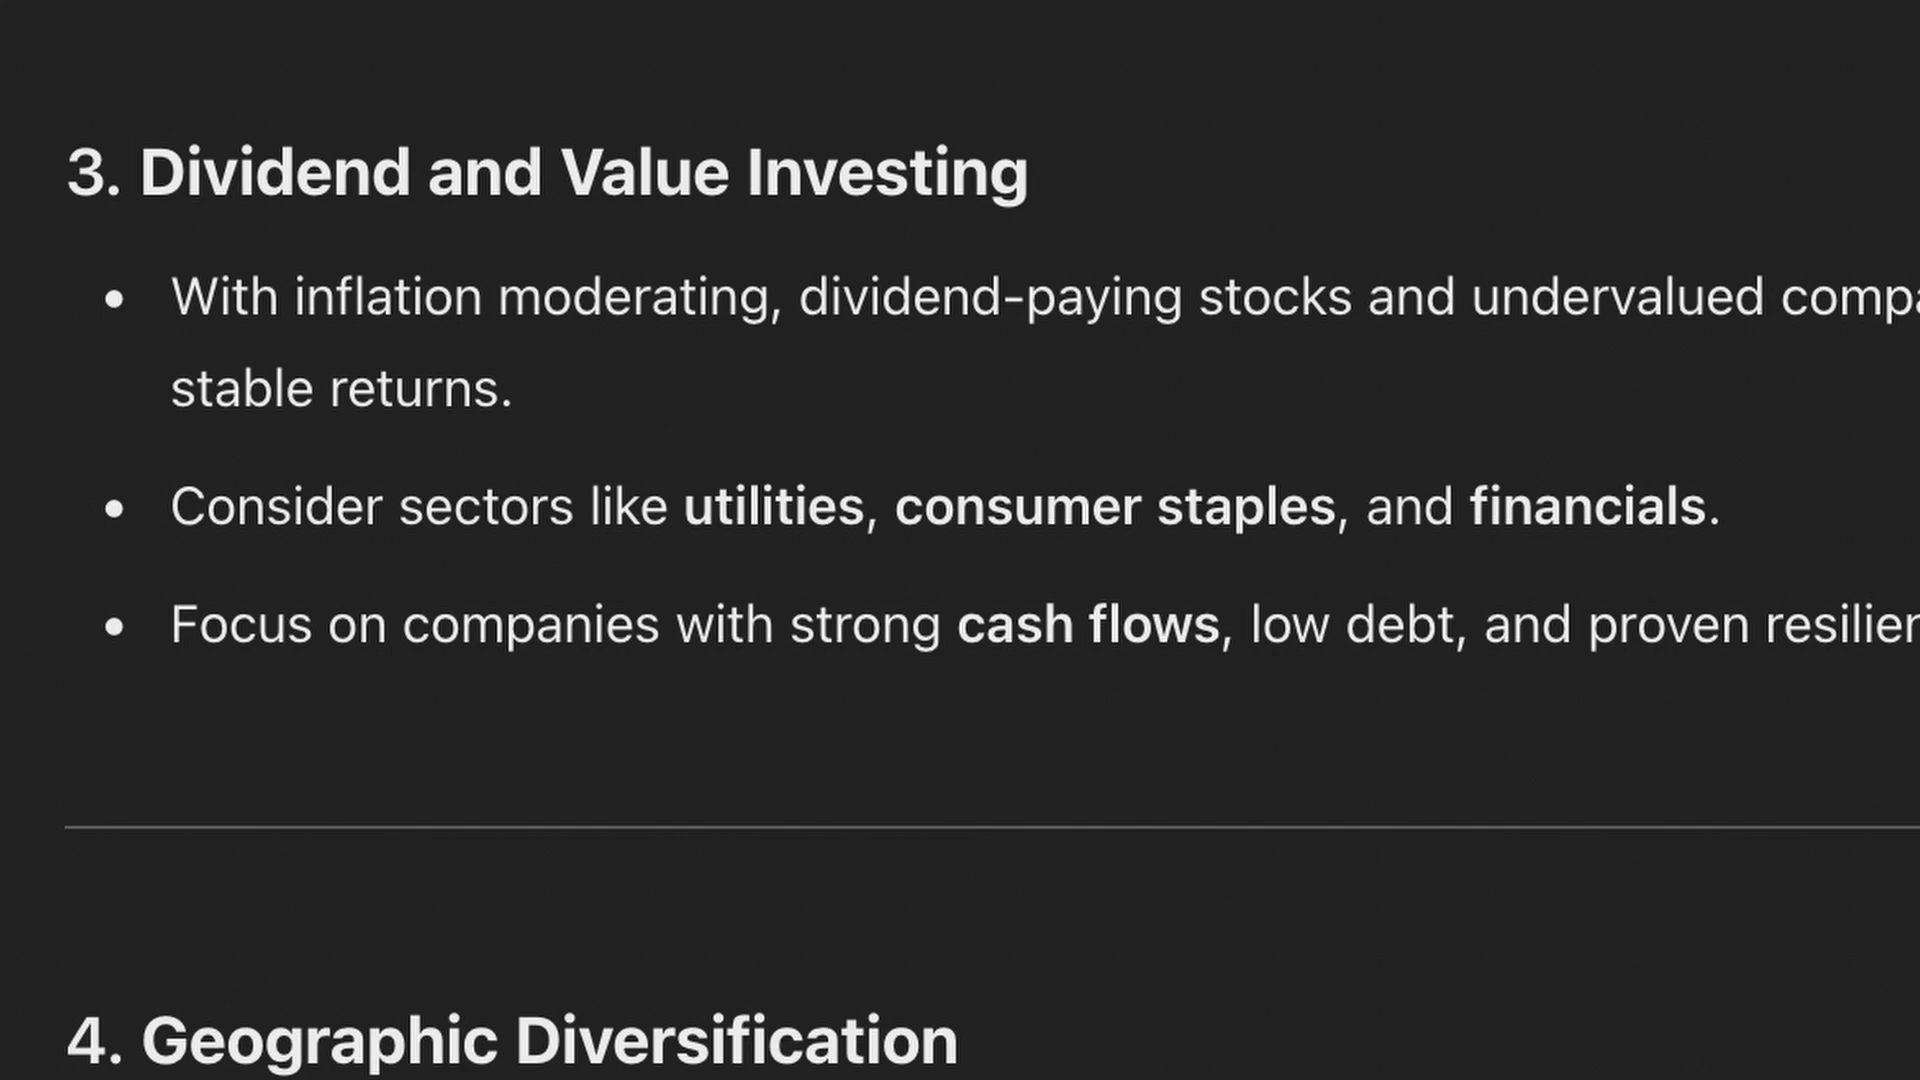 3. Dividend and Value Investing
• With inflation moderating, dividend-paying stocks and undervalued compa
stable returns.
• Consider sectors like utilities, consumer staples, and financials.
• Focus on companies with strong cash flows, low debt, and proven resilien
4. Geographic Diversification